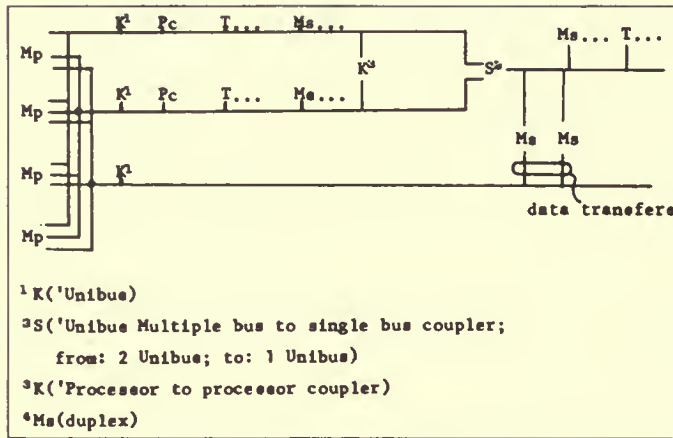 K¹ Pc T... Ms... Ms... T...
Mp
K³ S²
K¹ Pc T... Ms...
Mp
Ms Ms
Mp K¹
data transfers
Mp
¹ K('Unibus)
²S('Unibus Multiple bus to single bus coupler;
from: 2 Unibus; to: 1 Unibus)
³K('Processor to processor coupler)
⁴Ms(duplex)